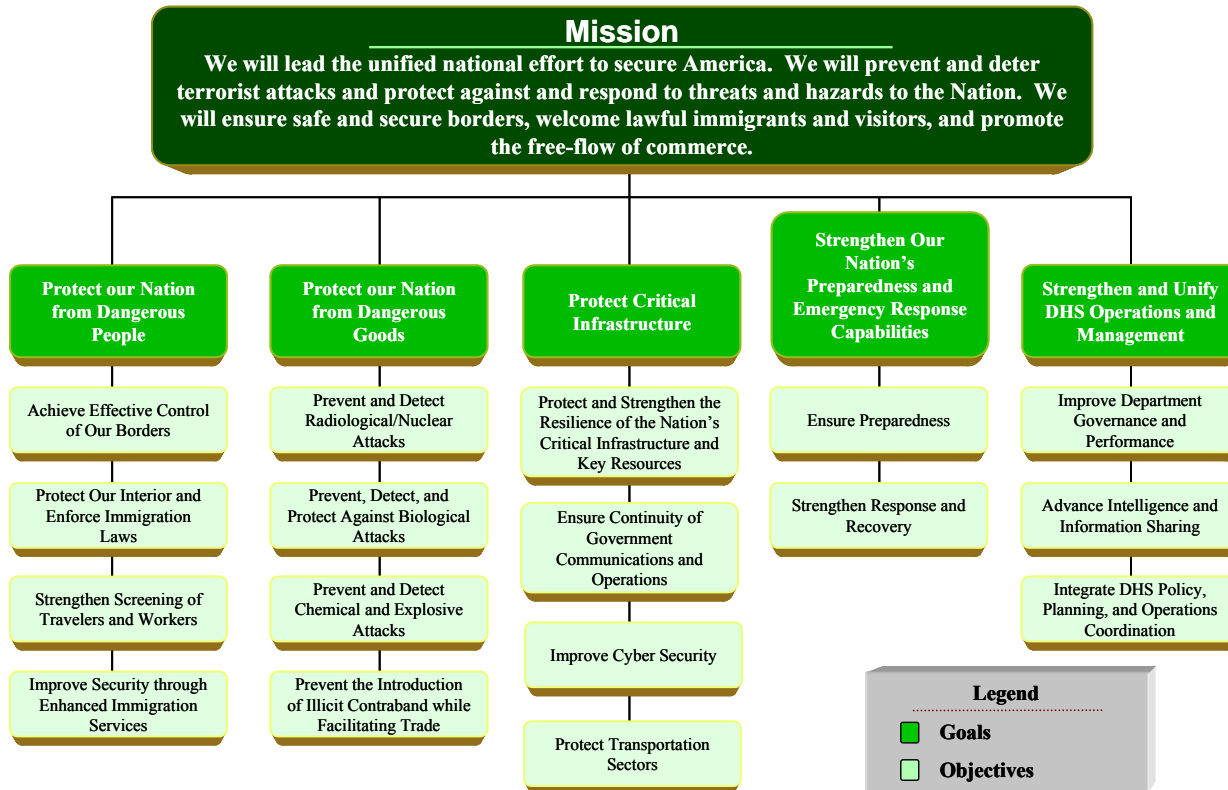 Mission
We will lead the unified national effort to secure America.  We will prevent and deter
terrorist attacks and protect against and respond to threats and hazards to the Nation.  We
will ensure safe and secure borders, welcome lawful immigrants and visitors, and promote
the free-flow of commerce.
Protect our Nation
from Dangerous
People
Achieve Effective Control
of Our Borders
Protect Our Interior and
Enforce Immigration
Laws
Strengthen Screening of
Travelers and Workers
Improve Security through
Enhanced Immigration
Services
Protect our Nation
from Dangerous
Goods
Prevent and Detect
Radiological/Nuclear
Attacks
Prevent, Detect, and
Protect Against Biological
Attacks
Prevent and Detect
Chemical and Explosive
Attacks
Prevent the Introduction
of Illicit Contraband while
Facilitating Trade
Protect Critical
Infrastructure
Protect and Strengthen the
Resilience of the Nation’s
Critical Infrastructure and
Key Resources
Ensure Continuity of
Government
Communications and
Operations
Improve Cyber Security
Protect Transportation
Sectors
Strengthen Our
Nation’s
Preparedness and
Emergency Response
Capabilities
Ensure Preparedness
Strengthen Response and
Recovery
Strengthen and Unify
DHS Operations and
Management
Improve Department
Governance and
Performance
Advance Intelligence and
Information Sharing
Integrate DHS Policy,
Planning, and Operations
Coordination
Legend
Goals
Objectives